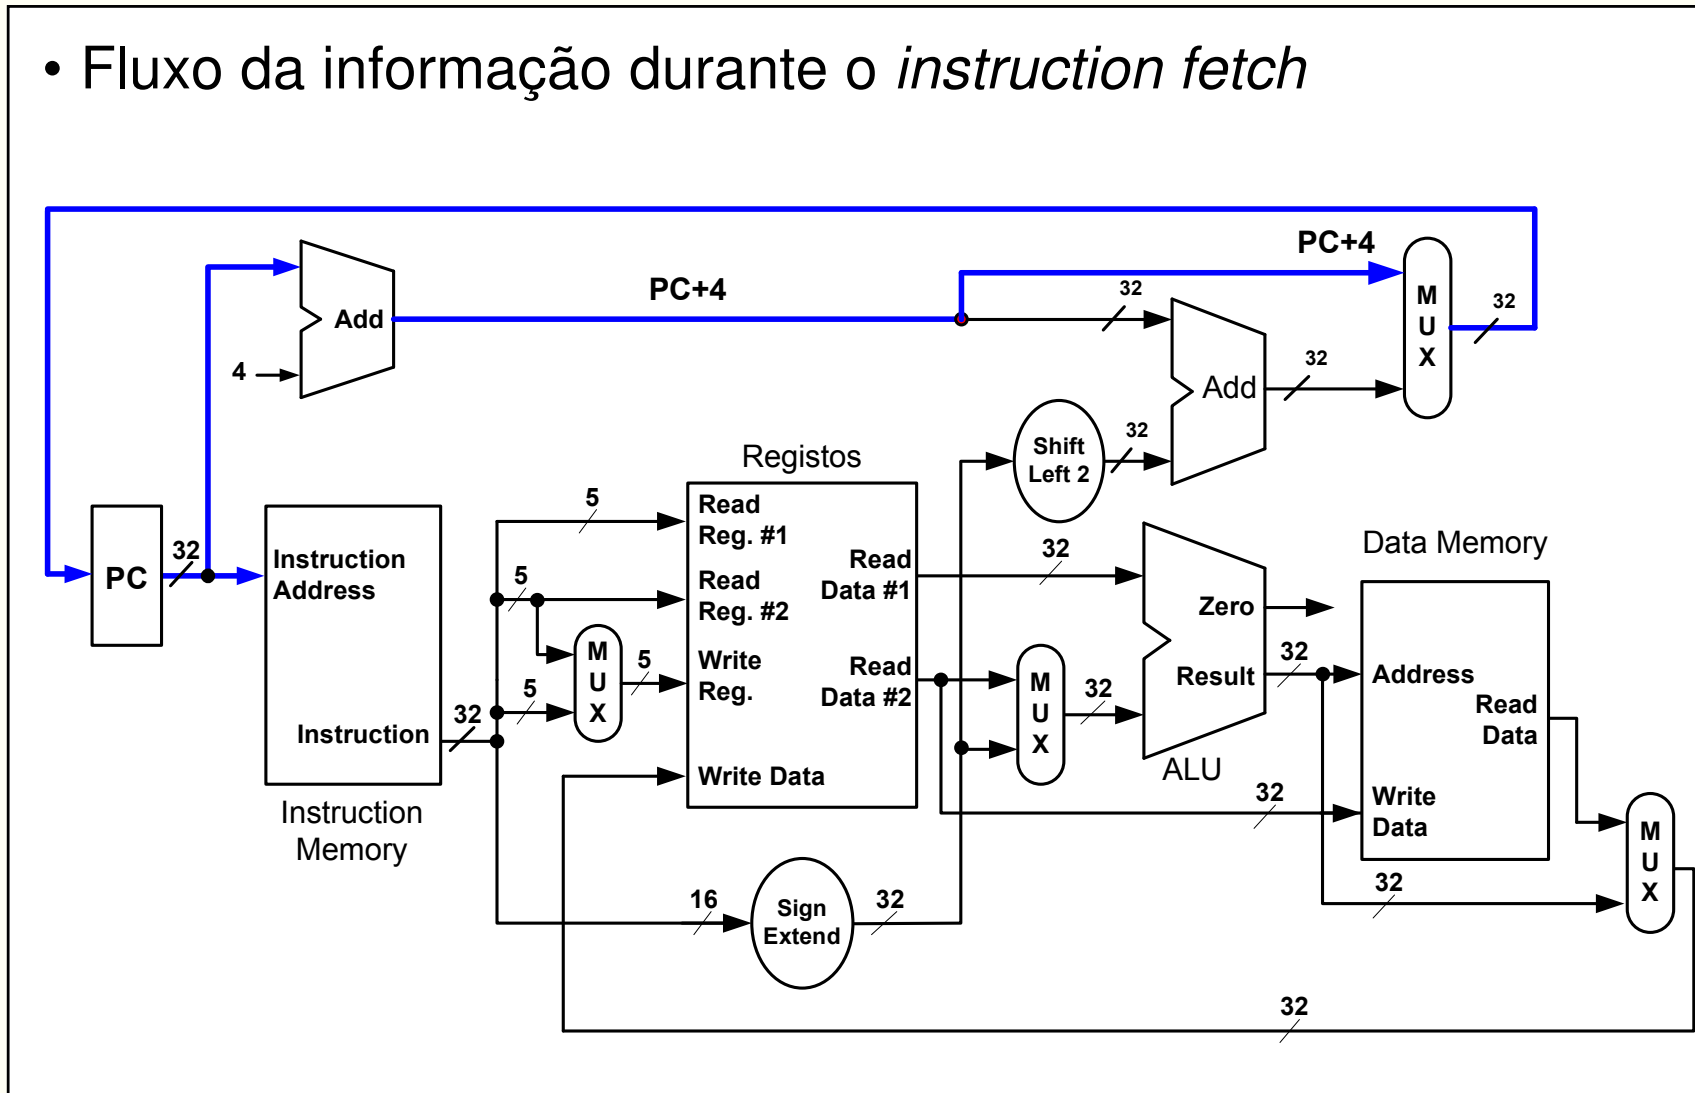 • Fluxo da informação durante o instruction fetch
PC+4
PC+4
32
M
U
X
32
Add
4
32
Add
Shift
Left 2
32
Registos
PC
32
Instruction
Address
Instruction
32
Instruction
Memory
5
5
5
M
U
X
5
Read
Reg. #1
Read
Reg. #2
Write
Reg.
Write Data
Read
Data #1
Read
Data #2
32
M
U
X
32
Zero
Result
ALU
32
Data Memory
Address
Read
Data
Write
Data
32
32
M
U
X
16
Sign
Extend
32
32